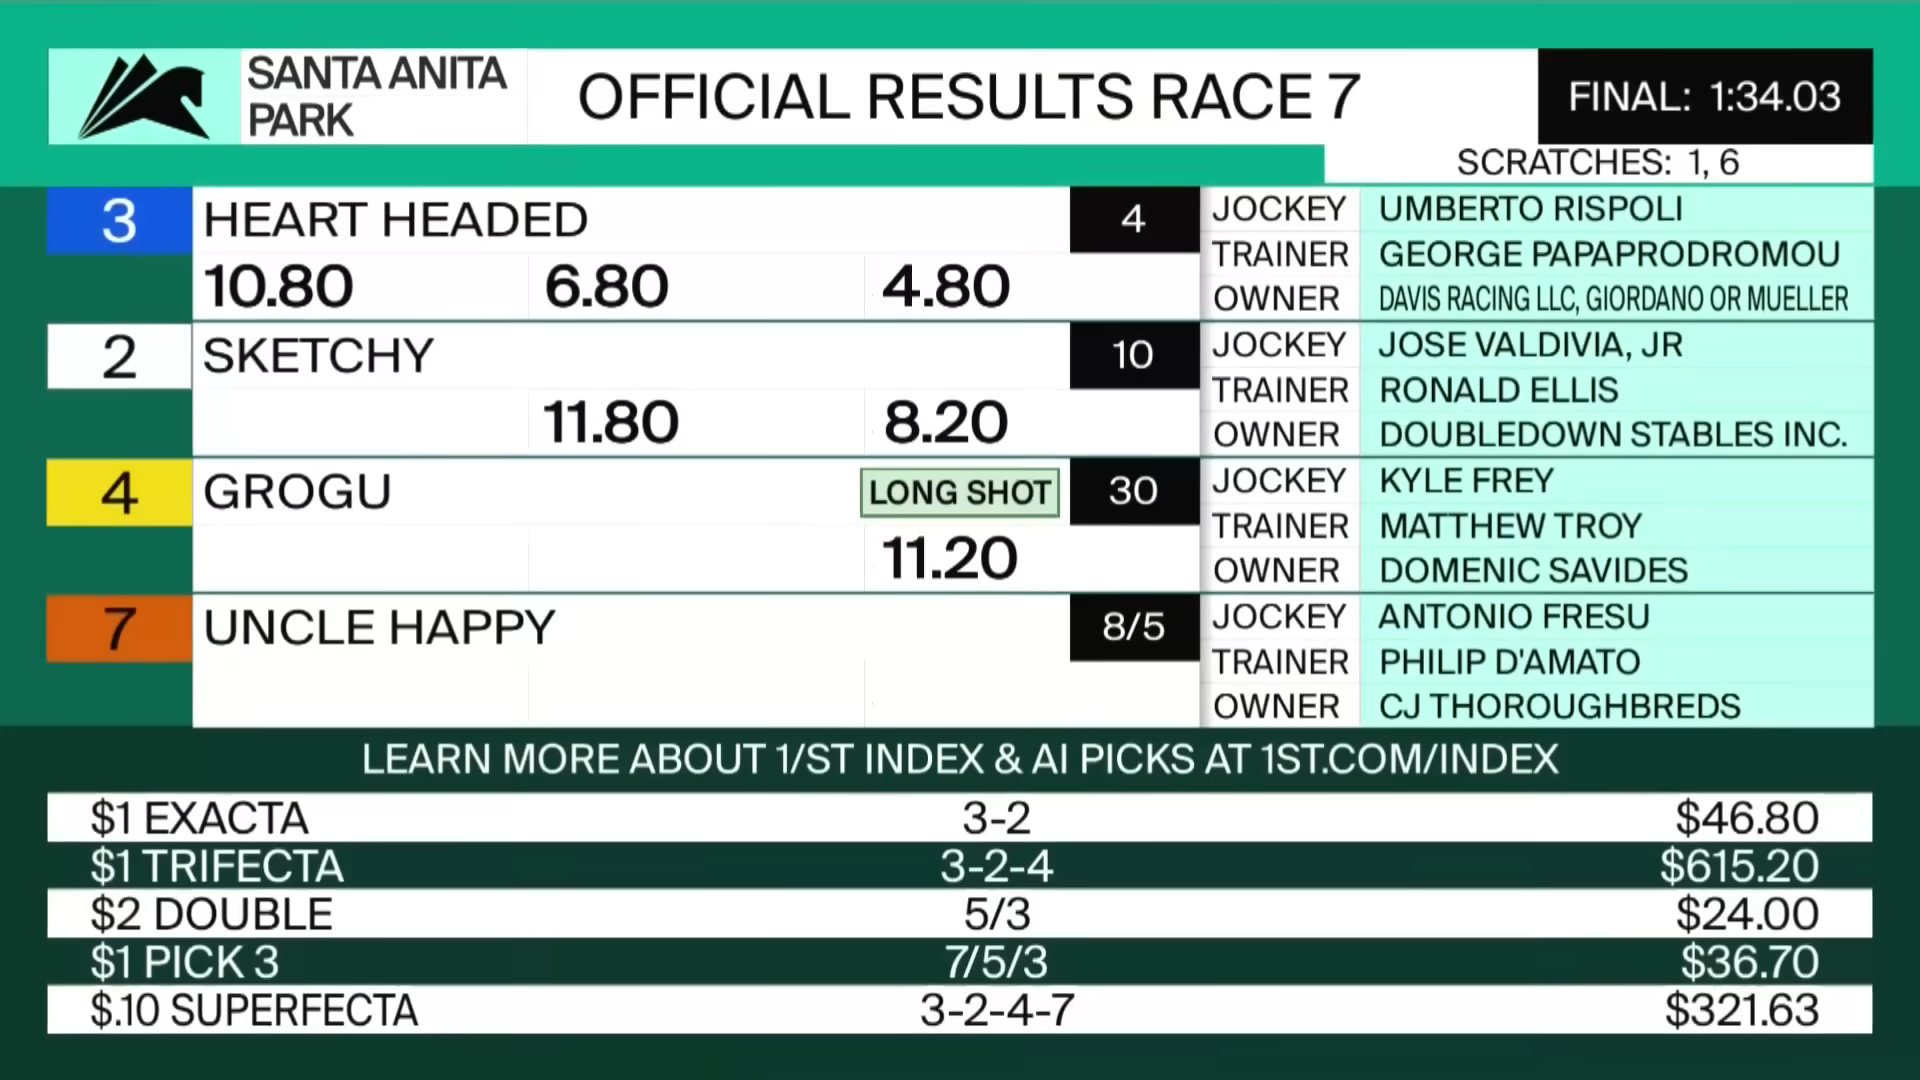 SANTA ANITA
PARK
OFFICIAL RESULTS RACE 7
FINAL: 1:34.03
SCRATCHES: 1, 6
3 HEART HEADED 4
10.80 6.80 4.80
JOCKEY UMBERTO RISPOLI
TRAINER GEORGE PAPAPRODROMOU
OWNER DAVIS RACING LLC, GIORDANO OR MUELLER
2 SKETCHY 10
11.80 8.20
JOCKEY JOSE VALDIVIA, JR
TRAINER RONALD ELLIS
OWNER DOUBLEDOWN STABLES INC.
4 GROGU LONG SHOT 30
11.20
JOCKEY KYLE FREY
TRAINER MATTHEW TROY
OWNER DOMENIC SAVIDES
7 UNCLE HAPPY 8/5
JOCKEY ANTONIO FRESU
TRAINER PHILIP D'AMATO
OWNER CJ THOROUGHBREDS
LEARN MORE ABOUT 1/ST INDEX & AI PICKS AT 1ST.COM/INDEX
$1 EXACTA 3-2 $46.80
$1 TRIFECTA 3-2-4 $615.20
$2 DOUBLE 5/3 $24.00
$1 PICK 3 7/5/3 $36.70
$.10 SUPERFECTA 3-2-4-7 $321.63